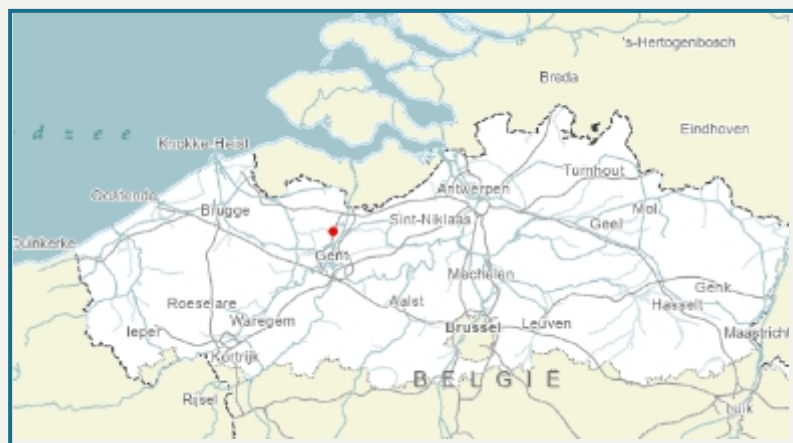 's-Hertogenbosch
Breda
d z e e
Eindhoven
Knokke-Heist
Turnhout
Oostende
Antwerpen
Brugge
Mol
Sint-Niklaas
Geel
Duinkerke
Gent
Mechelen
Genk
Roeselare
Aalst
Hasselt
Waregem
Brussel
Leuven
Ieper
Maastricht
Kortrijk
BELGIË
Rijsel
Luik